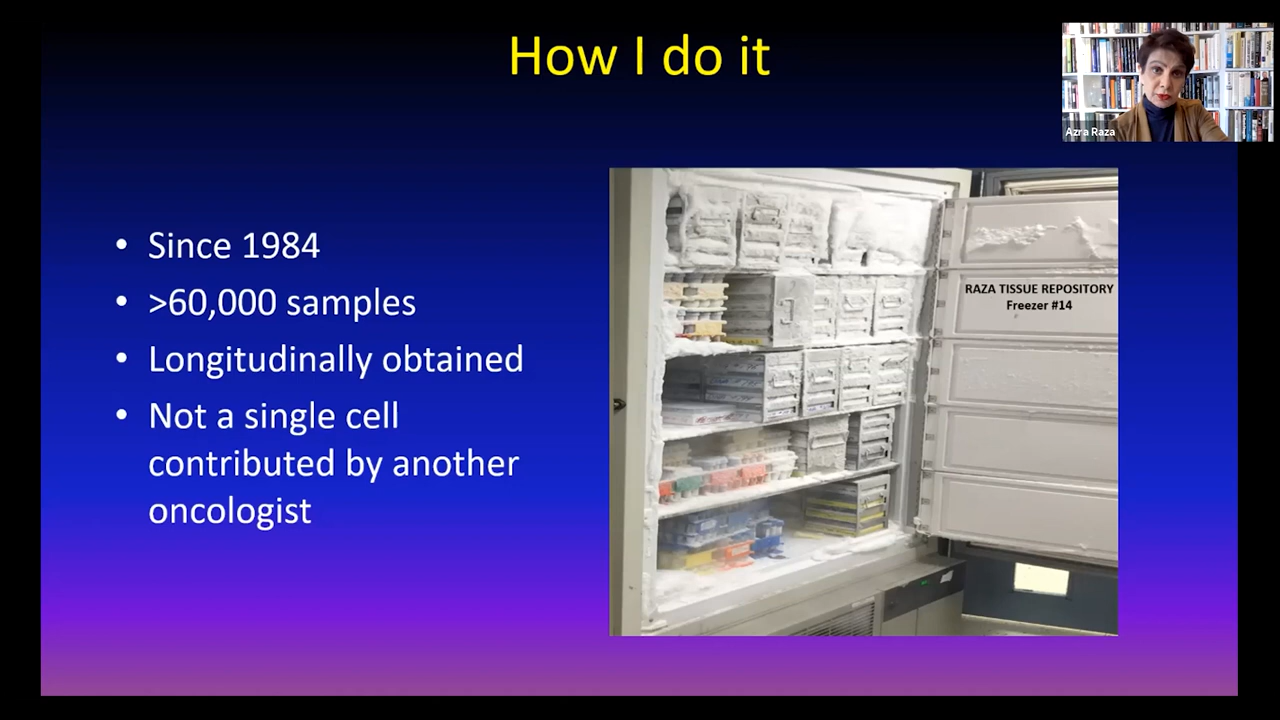 How I do it
Azra Raza
• Since 1984
• >60,000 samples
• Longitudinally obtained
• Not a single cell
contributed by another
oncologist
RAZA TISSUE REPOSITORY
Freezer #14